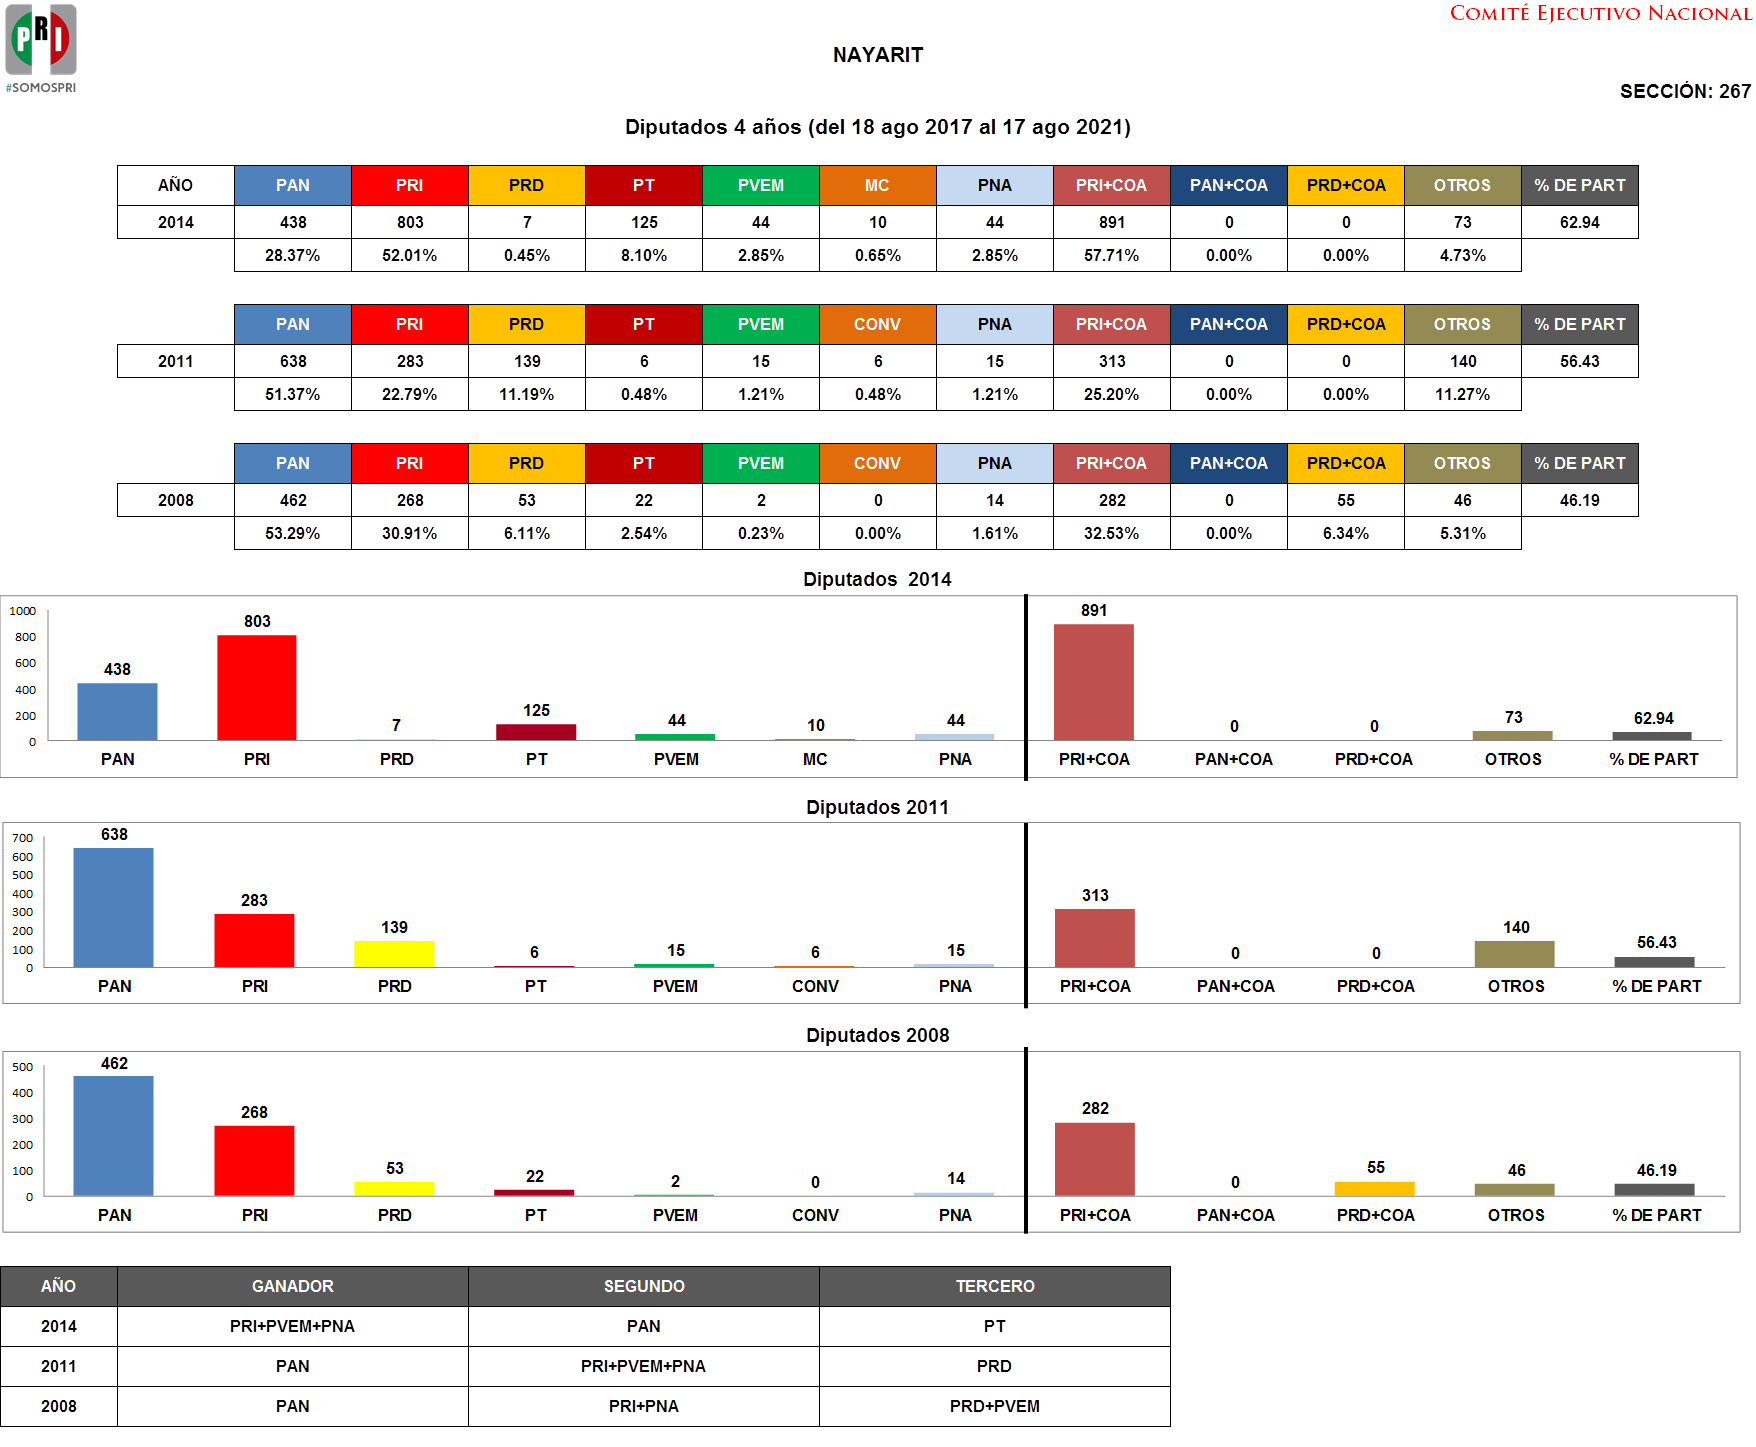 PRI
#SOMOSPRI
COMITÉ EJECUTIVO NACIONAL
NAYARIT
SECCIÓN: 267
Diputados 4 años (del 18 ago 2017 al 17 ago 2021)
AÑO PAN PRI PRD PT PVEM MC PNA PRI+COA PAN+COA PRD+COA OTROS % DE PART
2014 438 803 7 125 44 10 44 891 0 0 73 62.94
28.37% 52.01% 0.45% 8.10% 2.85% 0.65% 2.85% 57.71% 0.00% 0.00% 4.73%
PAN PRI PRD PT PVEM CONV PNA PRI+COA PAN+COA PRD+COA OTROS % DE PART
2011 638 283 139 6 15 6 15 313 0 0 140 56.43
51.37% 22.79% 11.19% 0.48% 1.21% 0.48% 1.21% 25.20% 0.00% 0.00% 11.27%
PAN PRI PRD PT PVEM CONV PNA PRI+COA PAN+COA PRD+COA OTROS % DE PART
2008 462 268 53 22 2 0 14 282 0 55 46 46.19
53.29% 30.91% 6.11% 2.54% 0.23% 0.00% 1.61% 32.53% 0.00% 6.34% 5.31%
Diputados 2014
1000
800
600
400
200
0
438 803 7 125 44 10 44 891 0 0 73 62.94
PAN PRI PRD PT PVEM MC PNA PRI+COA PAN+COA PRD+COA OTROS % DE PART
Diputados 2011
700
600
500
400
300
200
100
0
638 283 139 6 15 6 15 313 0 0 140 56.43
PAN PRI PRD PT PVEM CONV PNA PRI+COA PAN+COA PRD+COA OTROS % DE PART
Diputados 2008
500
400
300
200
100
0
462 268 53 22 2 0 14 282 0 55 46 46.19
PAN PRI PRD PT PVEM CONV PNA PRI+COA PAN+COA PRD+COA OTROS % DE PART
AÑO GANADOR SEGUNDO TERCERO
2014 PRI+PVEM+PNA PAN PT
2011 PAN PRI+PVEM+PNA PRD
2008 PAN PRI+PNA PRD+PVEM